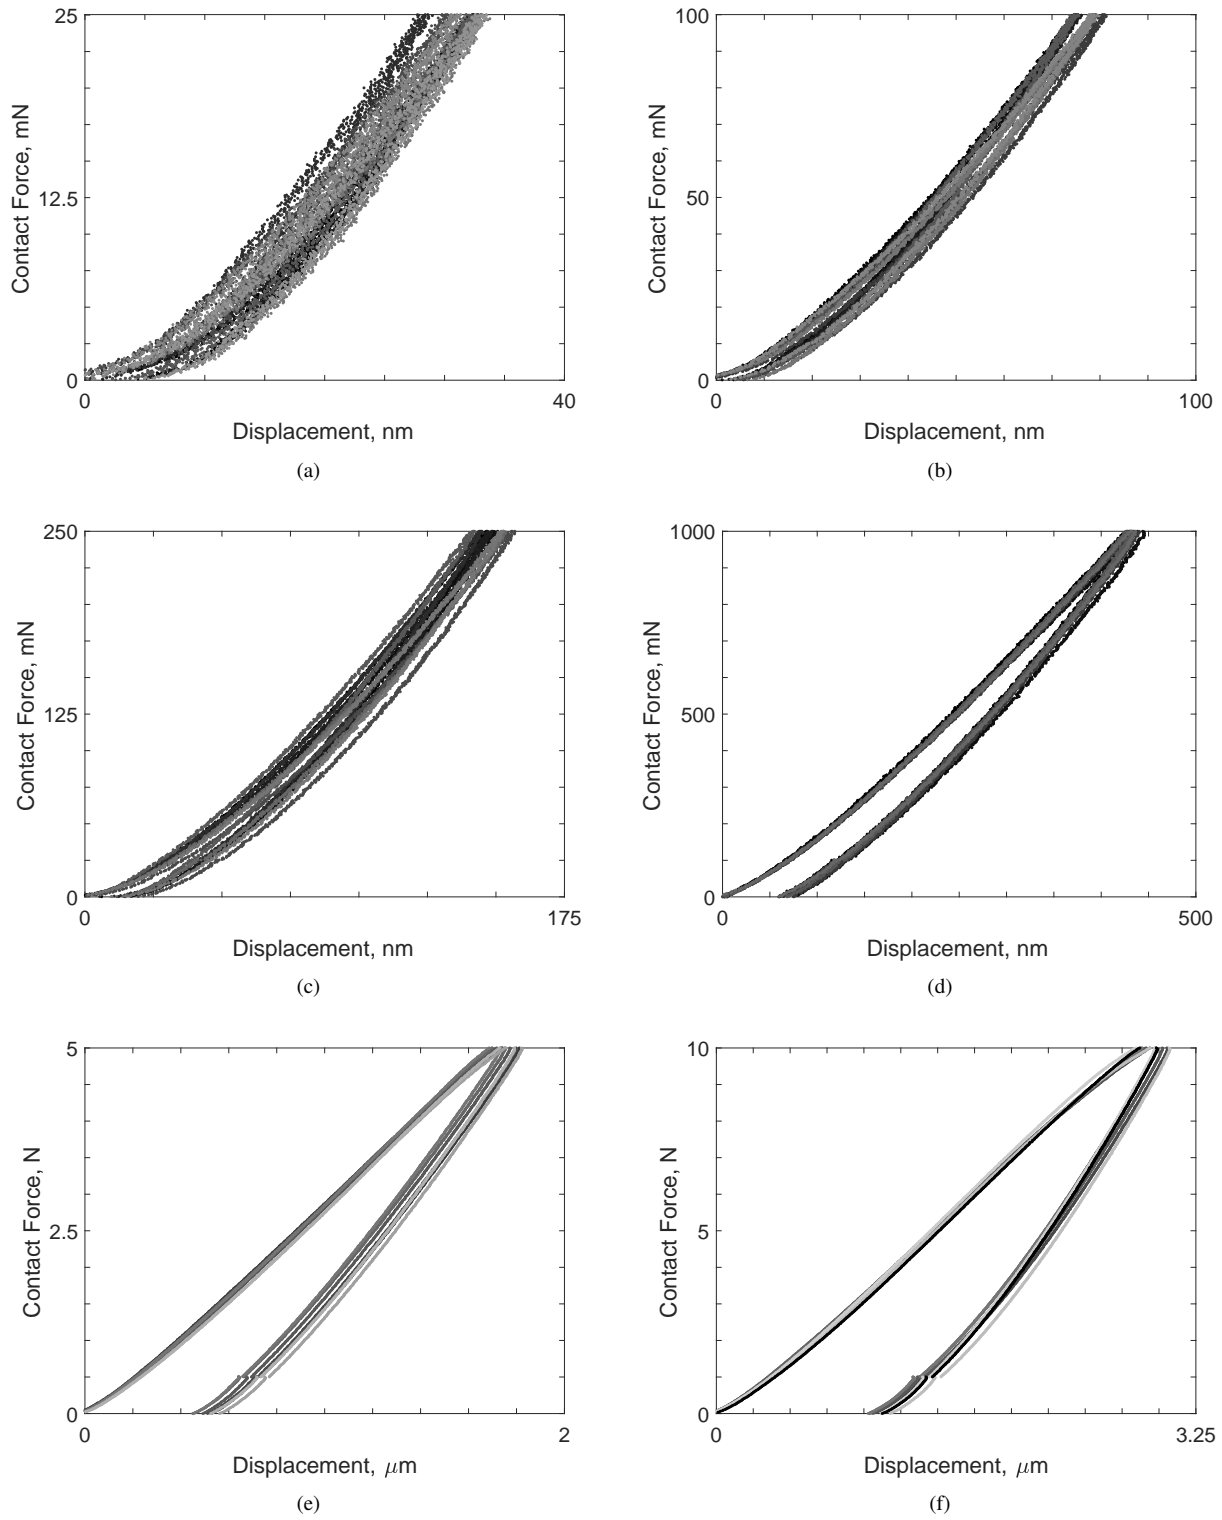 25
12.5
0
Contact Force, mN
0
40
Displacement, nm
(a)
100
50
0
Contact Force, mN
0
100
Displacement, nm
(b)
250
125
0
Contact Force, mN
0
175
Displacement, nm
(c)
1000
500
0
Contact Force, mN
0
500
Displacement, nm
(d)
5
2.5
0
Contact Force, N
0
2
Displacement, μm
(e)
10
5
0
Contact Force, N
0
3.25
Displacement, μm
(f)